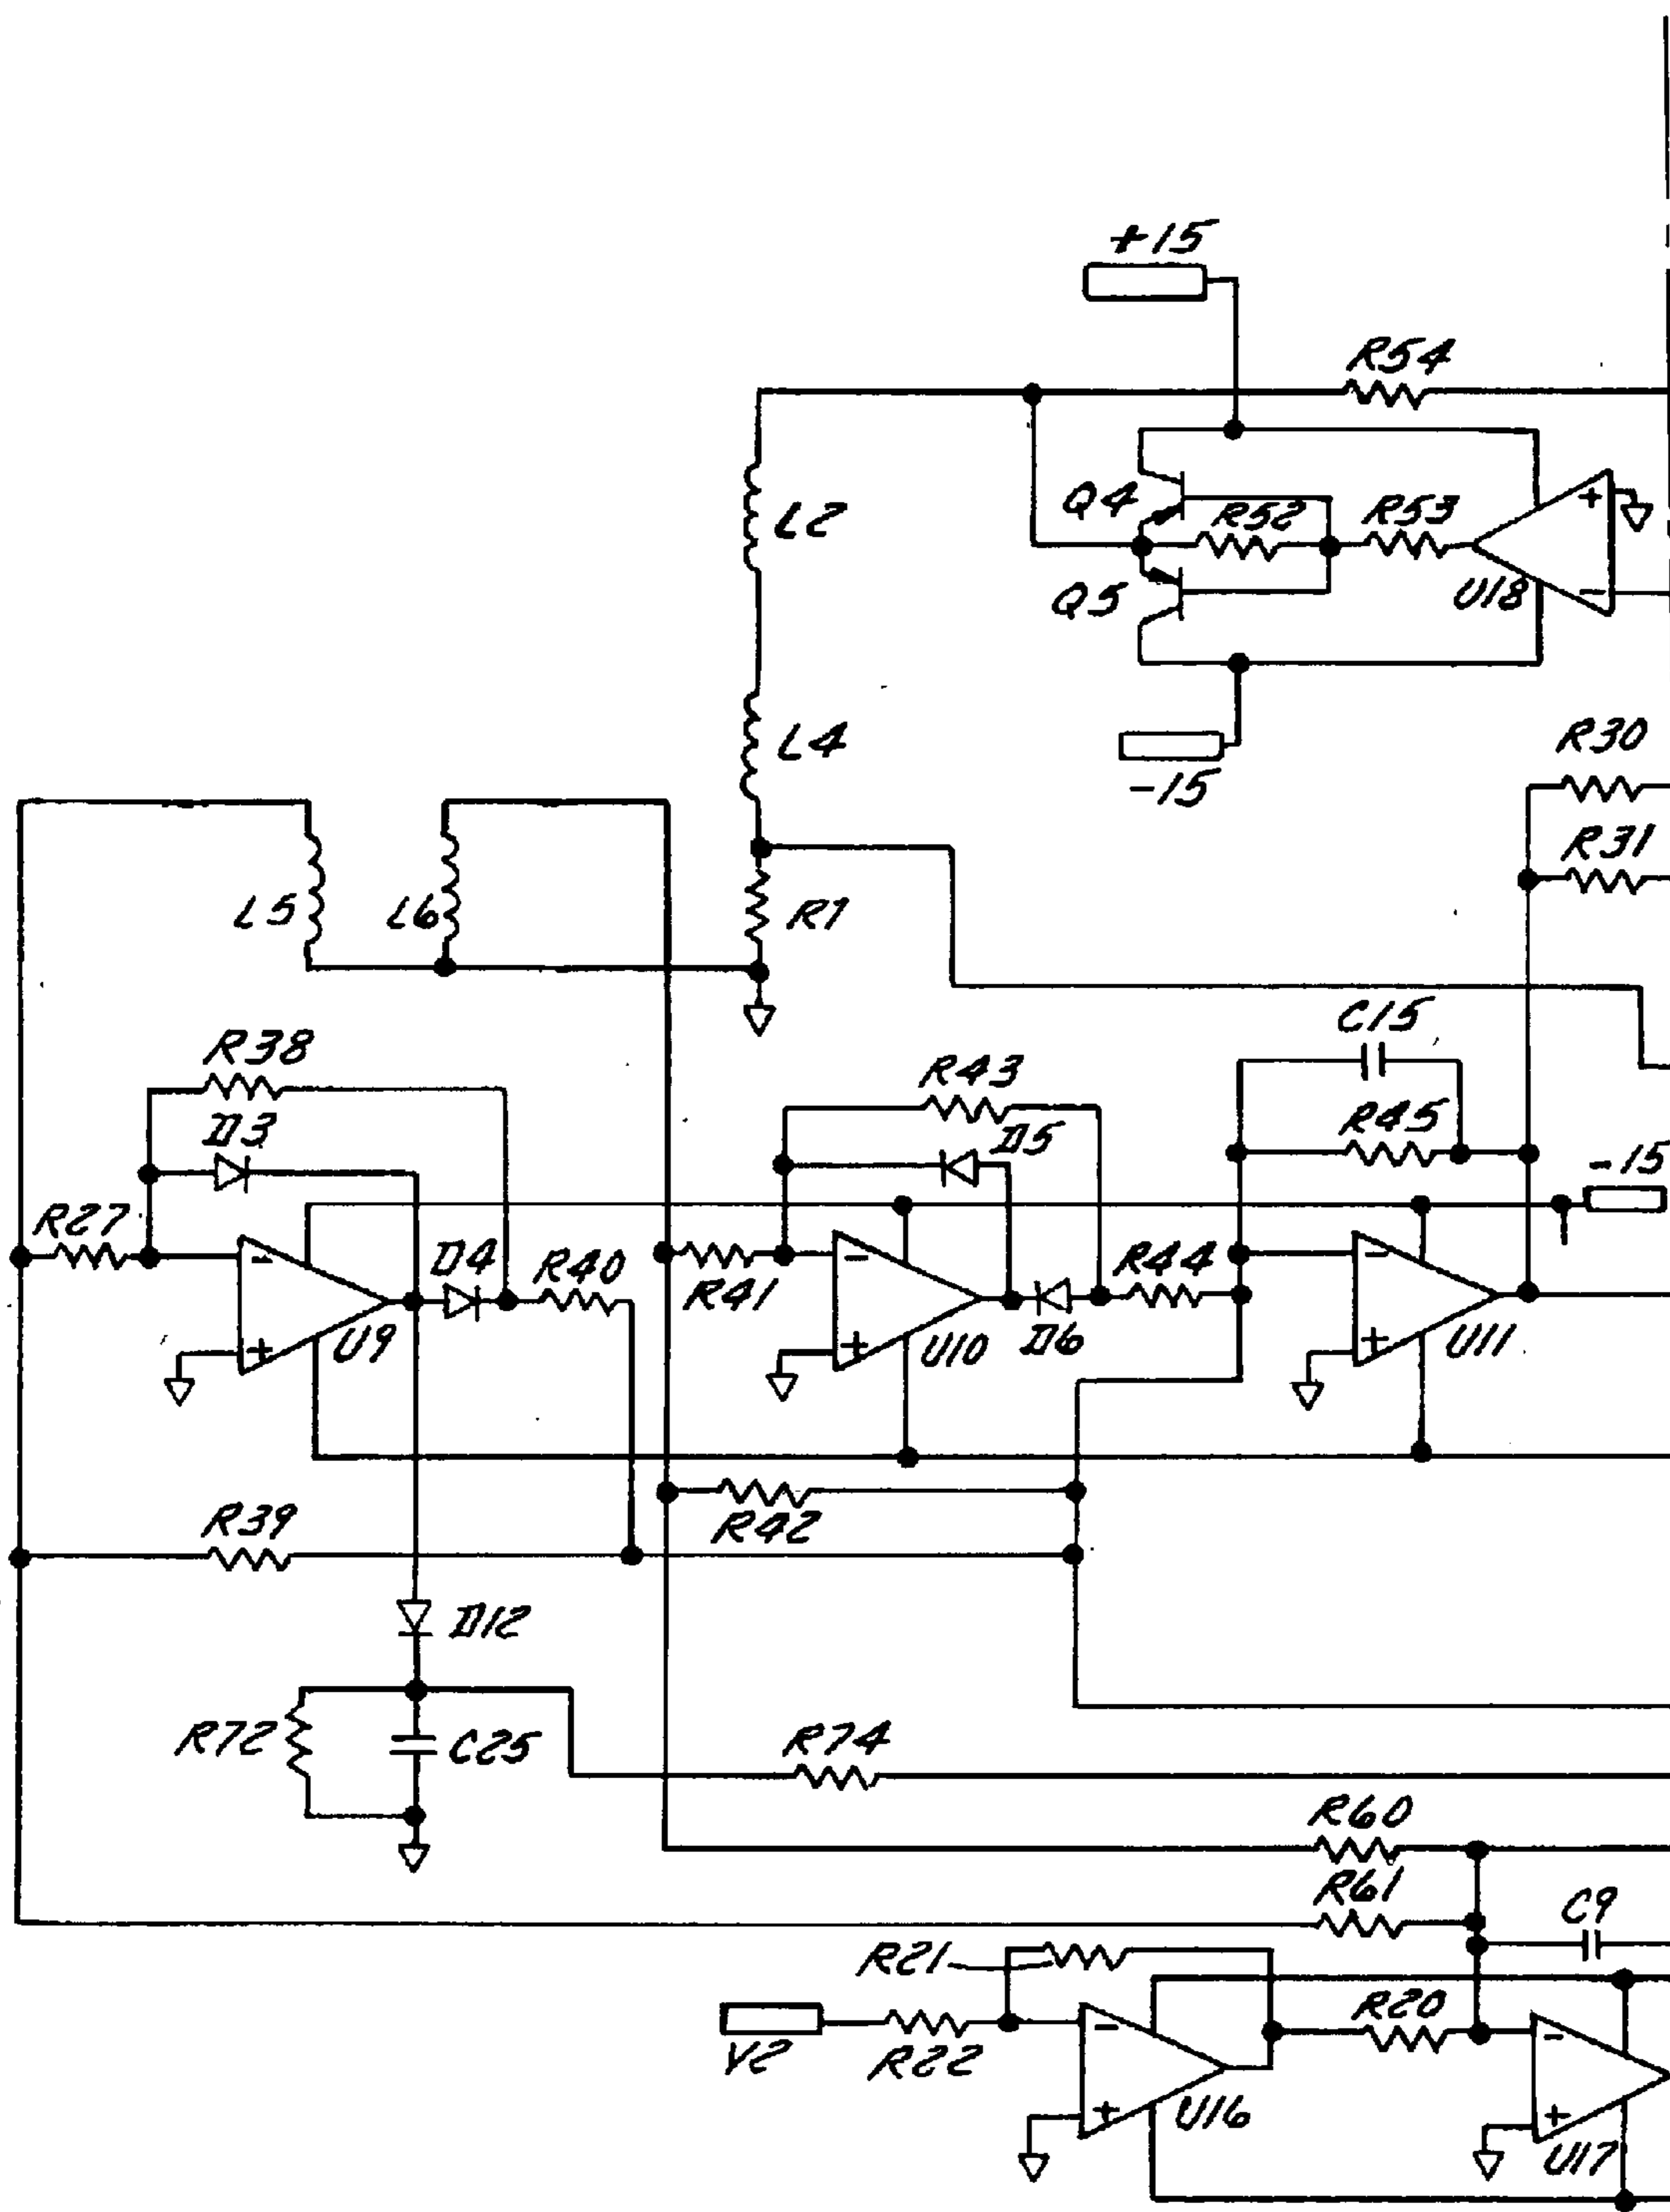 +15
R54
Q4
R52
R53
+
L2
Q5
U18
-
R30
L4
-15
R31
L5
L6
R1
C15
R38
R43
R45
D3
D5
-15
R27
-
D4
R40
-
R44
-
R41
+
U9
+
U10
D6
+
U11
R39
R42
D12
R72
C25
R74
R60
R61
C9
R21
R20
-
-
V2
R22
+
U16
+
U17